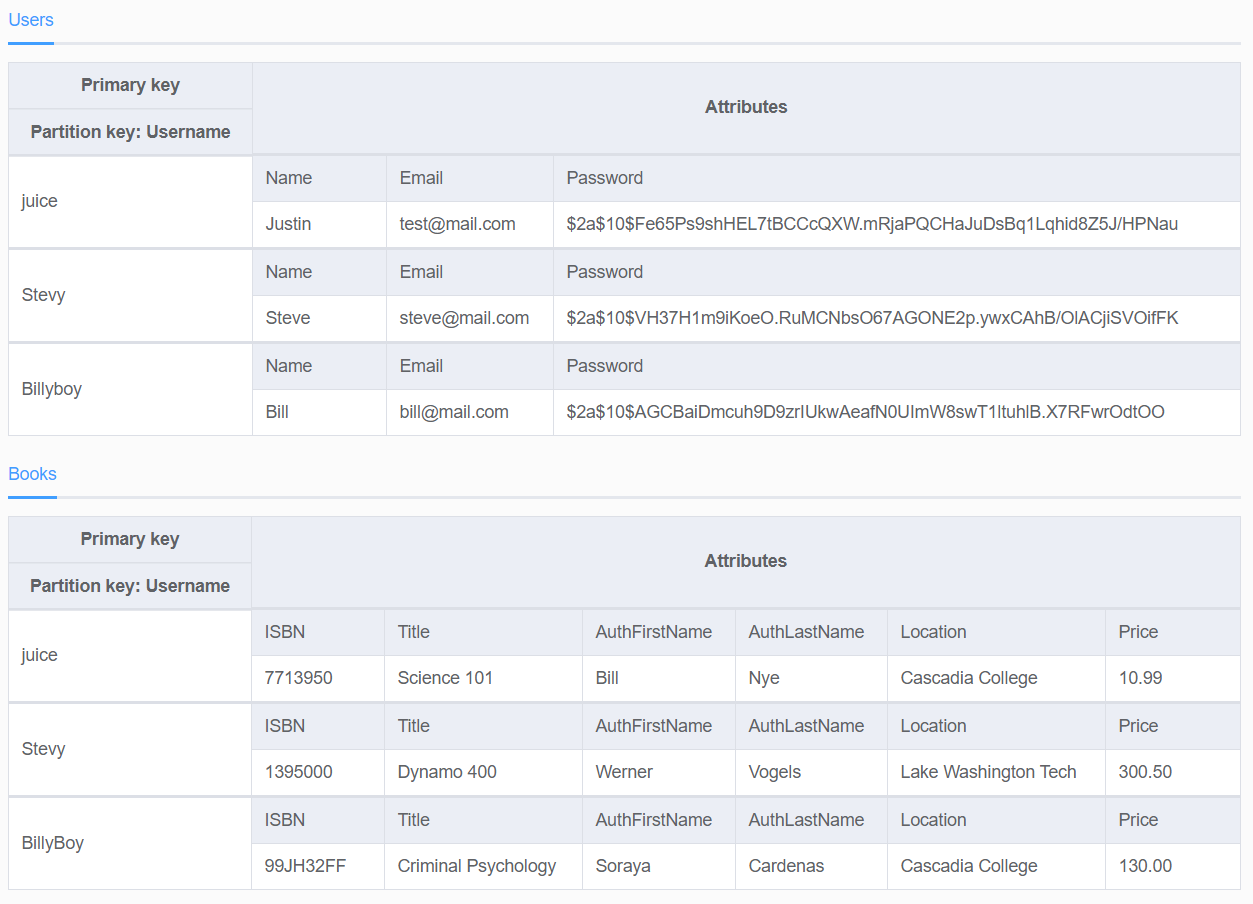 Users
Primary key
Attributes
Partition key: Username
juice
Name Email Password
Justin test@mail.com $2a$10$Fe65Ps9shHEL7tBCCcQXW.mRjaPQCHaJuDsBq1Lqhid8Z5J/HPNau
Stevy
Name Email Password
Steve steve@mail.com $2a$10$VH37H1m9iKoeO.RuMCNbsO67AGONE2p.ywxCAhB/OlACjiSVOifFK
Billyboy
Name Email Password
Bill bill@mail.com $2a$10$AGCBaiDmcuh9D9zrIUkwAeafN0UImW8swT1ltuhlB.X7RFwrOdtOO
Books
Primary key
Attributes
Partition key: Username
juice
ISBN Title AuthFirstName AuthLastName Location Price
7713950 Science 101 Bill Nye Cascadia College 10.99
Stevy
ISBN Title AuthFirstName AuthLastName Location Price
1395000 Dynamo 400 Werner Vogels Lake Washington Tech 300.50
BillyBoy
ISBN Title AuthFirstName AuthLastName Location Price
99JH32FF Criminal Psychology Soraya Cardenas Cascadia College 130.00